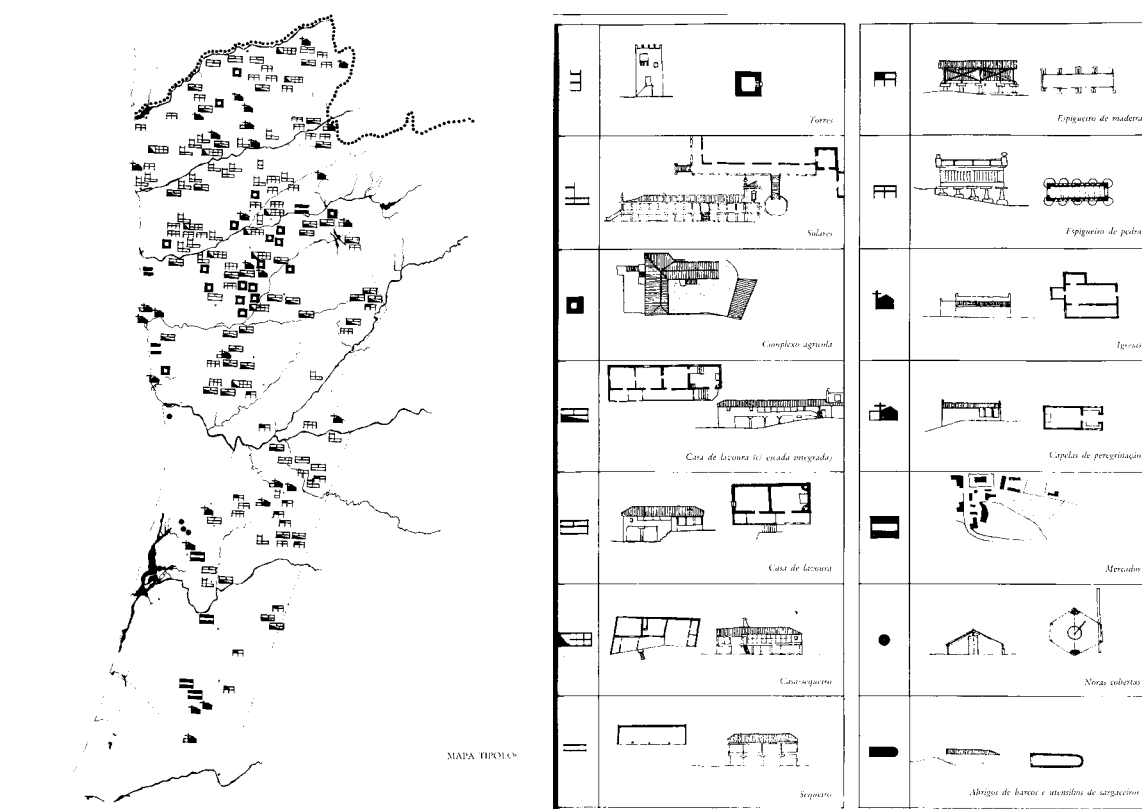 MAPA TIPOLO
Torres
Solares
Complexo agrícola
Casa de lavoura (c/ escada integrada)
Casa de lavoura
Casa-sequeiro
Sequeiro
Espigueiro de madeira
Espigueiro de pedra
Igrejas
Capelas de peregrinação
Mercados
Noras cobertas
Abrigos de barcos e utensílios de sargaceiros